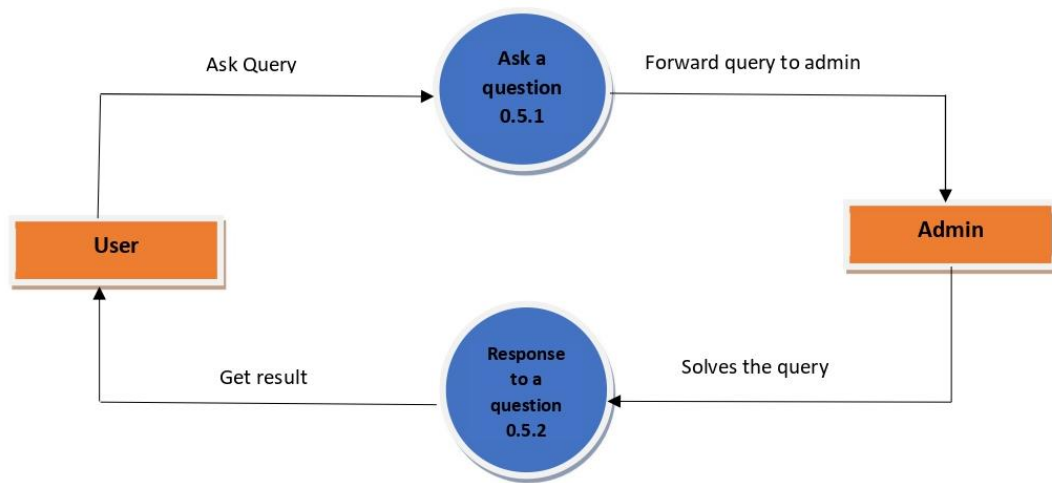 Ask Query
Ask a
question
0.5.1
Forward query to admin
User
Admin
Get result
Response
to a
question
0.5.2
Solves the query